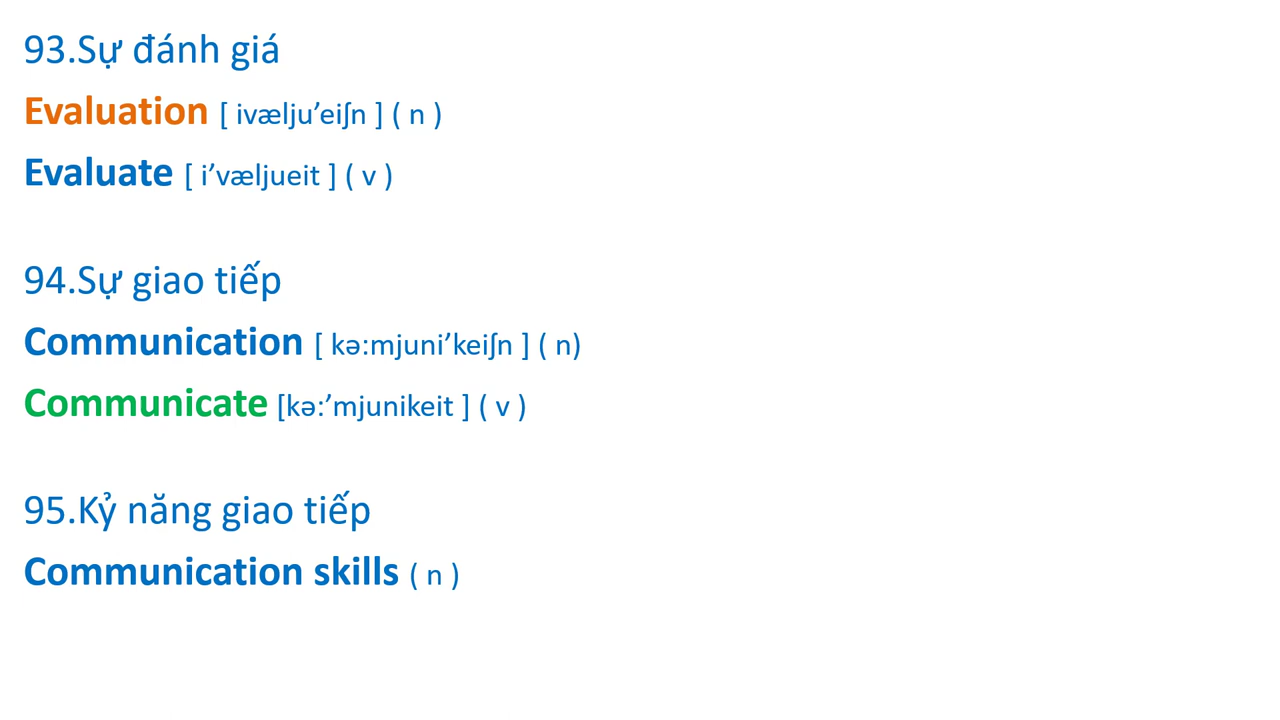 93.Sự đánh giá
Evaluation [ ivælju’eiʃn ] ( n )
Evaluate [ i’væljueit ] ( v )
94.Sự giao tiếp
Communication [ kə:mjuni’keiʃn ] ( n)
Communicate [kə:’mjunikeit ] ( v )
95.Kỷ năng giao tiếp
Communication skills ( n )